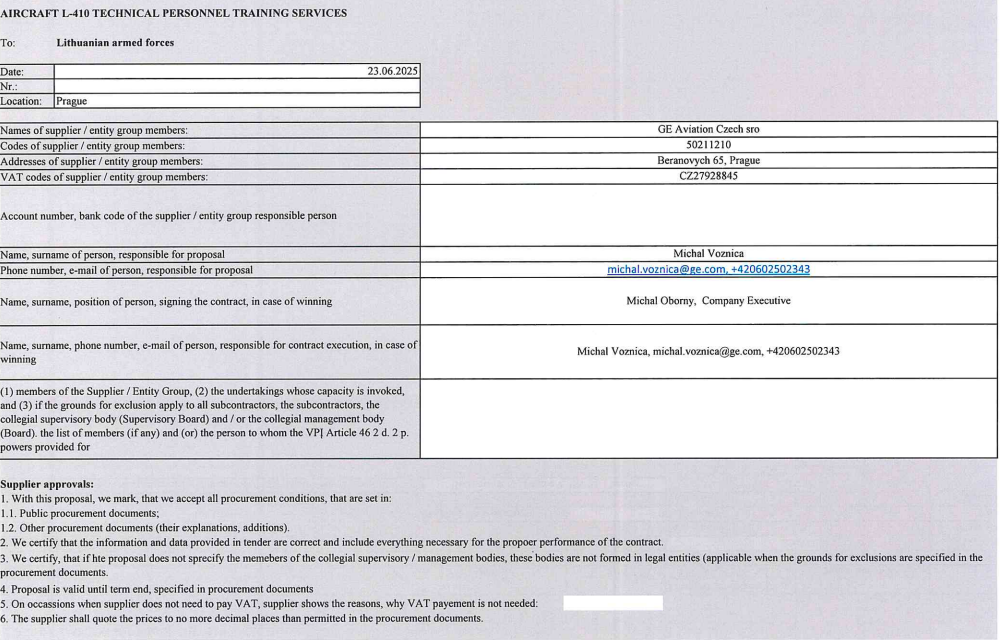 AIRCRAFT L-410 TECHNICAL PERSONNEL TRAINING SERVICES
To: Lithuanian armed forces
Date: 23.06.2025
Nr.:
Location: Prague
Names of supplier / entity group members: GE Aviation Czech sro
Codes of supplier / entity group members: 50211210
Addresses of supplier / entity group members: Beranovych 65, Prague
VAT codes of supplier / entity group members: CZ27928845
Account number, bank code of the supplier / entity group responsible person
Name, surname of person, responsible for proposal Michal Voznica
Phone number, e-mail of person, responsible for proposal michal.voznica@ge.com, +420602502343
Name, surname, position of person, signing the contract, in case of winning Michal Oborny, Company Executive
Name, surname, phone number, e-mail of person, responsible for contract execution, in case of
winning
Michal Voznica, michal.voznica@ge.com, +420602502343
(1) members of the Supplier / Entity Group, (2) the undertakings whose capacity is invoked,
and (3) if the grounds for exclusion apply to all subcontractors, the subcontractors, the
collegial supervisory body (Supervisory Board) and / or the collegial management body
(Board). the list of members (if any) and (or) the person to whom the VPĮ Article 46 2 d. 2 p.
powers provided for
Supplier approvals:
1. With this proposal, we mark, that we accept all procurement conditions, that are set in:
1.1. Public procurement documents;
1.2. Other procurement documents (their explanations, additions).
2. We certify that the information and data provided in tender are correct and include everything necessary for the propoer performance of the contract.
3. We certify, that if hte proposal does not sprecify the memebers of the collegial supervisory / management bodies, these bodies are not formed in legal entities (applicable when the grounds for exclusions are specified in the
procurement documents.
4. Proposal is valid until term end, specified in procurement documents
5. On occassions when supplier does not need to pay VAT, supplier shows the reasons, why VAT payement is not needed:
6. The supplier shall quote the prices to no more decimal places than permitted in the procurement documents.